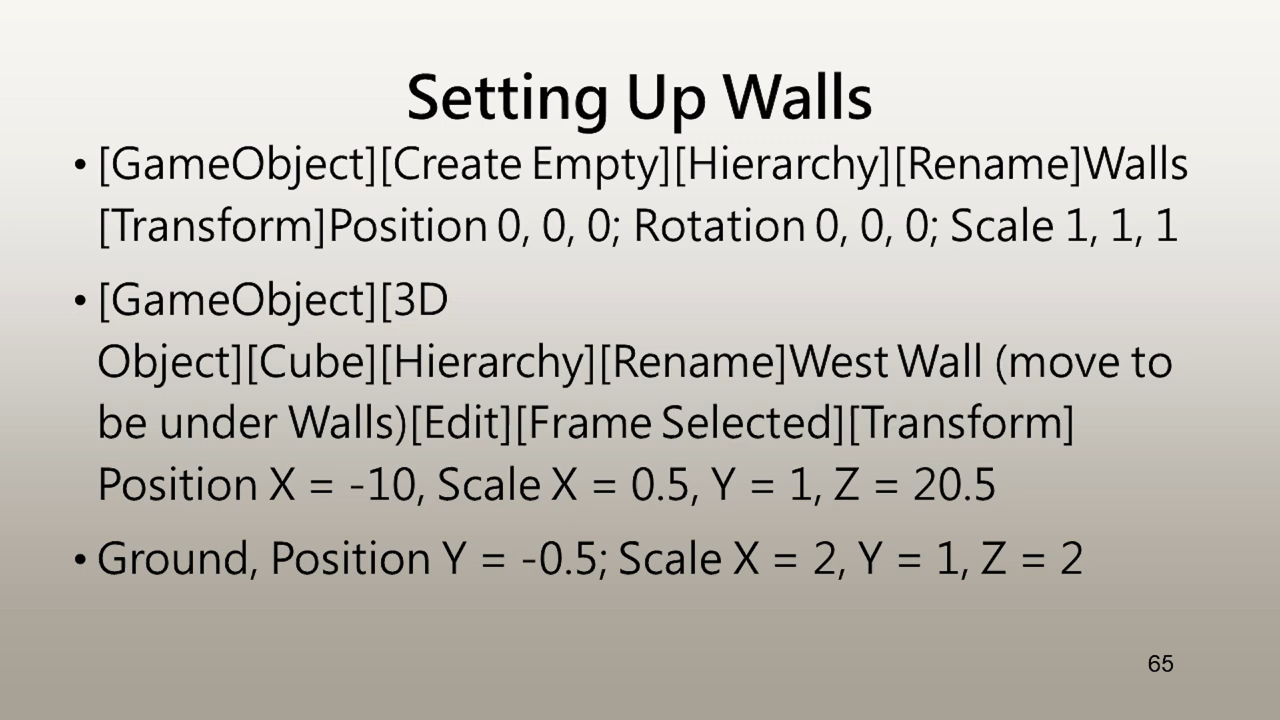 Setting Up Walls
• [GameObject][Create Empty][Hierarchy][Rename]Walls
[Transform]Position 0, 0, 0; Rotation 0, 0, 0; Scale 1, 1, 1
• [GameObject][3D
Object][Cube][Hierarchy][Rename]West Wall (move to
be under Walls)[Edit][Frame Selected][Transform]
Position X = -10, Scale X = 0.5, Y = 1, Z = 20.5
• Ground, Position Y = -0.5; Scale X = 2, Y = 1, Z = 2
65